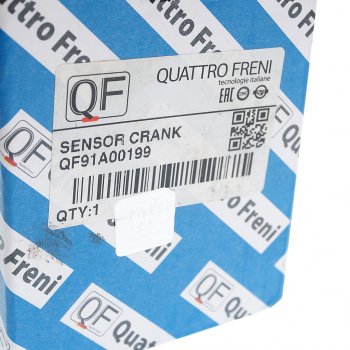 Quattro Freni
QF
QUATTRO FRENI
tecnologie italiane
EAC
SENSOR CRANK
QF91A00199
QTY:1
QF
Quattro Freni
QF
QF
Freni
QF